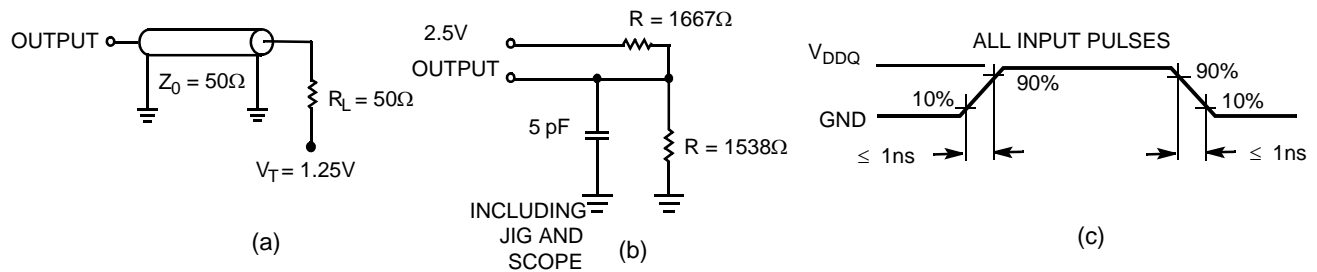 OUTPUT
Z0 = 50Ω
RL = 50Ω
VT = 1.25V
(a)
R = 1667Ω
2.5V
OUTPUT
5 pF
R = 1538Ω
INCLUDING
JIG AND
SCOPE
(b)
ALL INPUT PULSES
VDDQ
GND
10%
90%
90%
10%
≤ 1ns
≤ 1ns
(c)